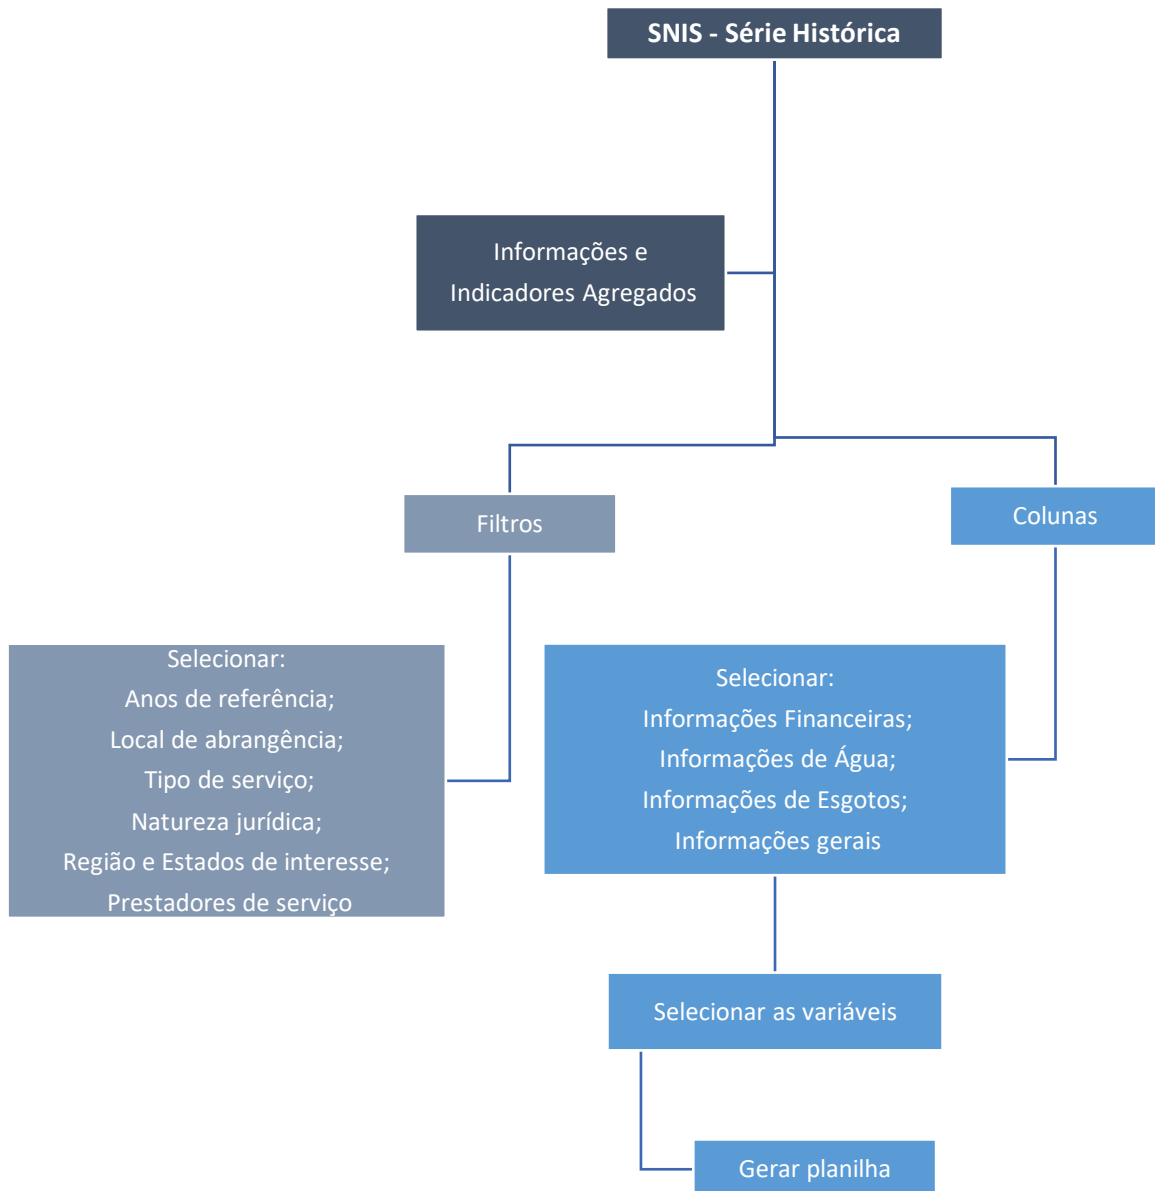 SNIS - Série Histórica
Informações e
Indicadores Agregados
Filtros
Colunas
Selecionar:
Anos de referência;
Local de abrangência;
Tipo de serviço;
Natureza jurídica;
Região e Estados de interesse;
Prestadores de serviço
Selecionar:
Informações Financeiras;
Informações de Água;
Informações de Esgotos;
Informações gerais
Selecionar as variáveis
Gerar planilha